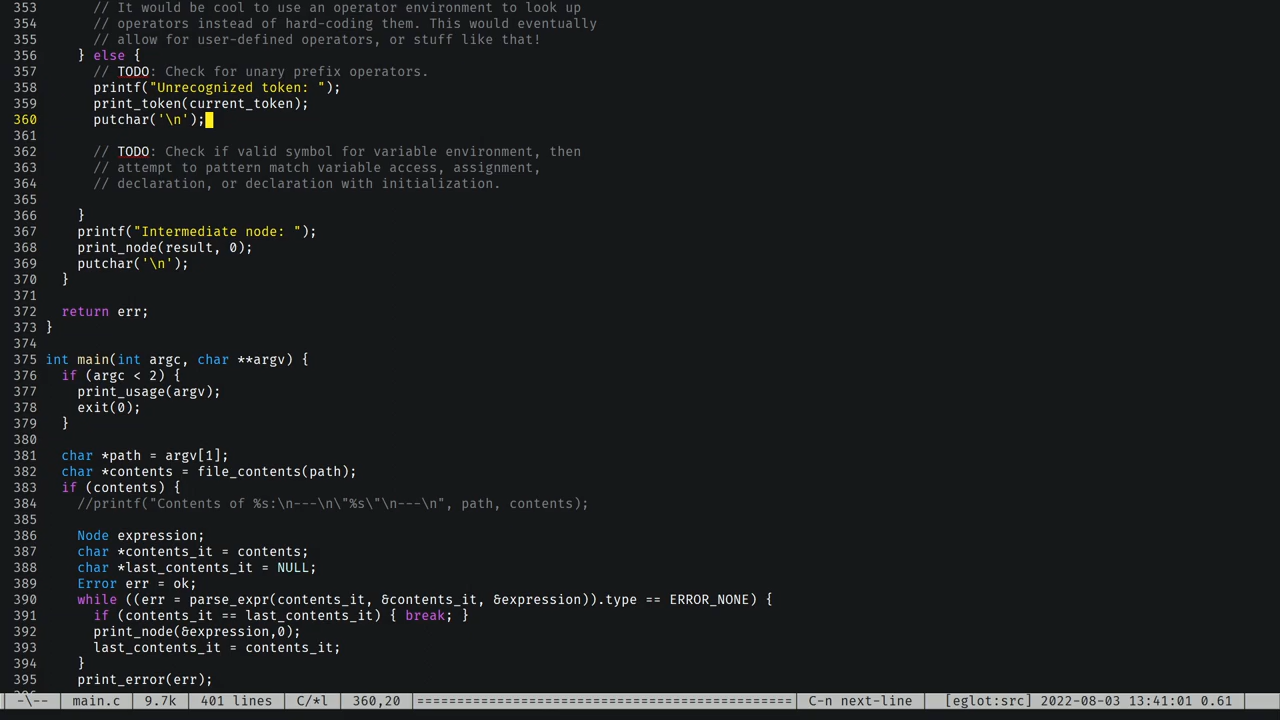 353       // It would be cool to use an operator environment to look up
354       // operators instead of hard-coding them. This would eventually
355       // allow for user-defined operators, or stuff like that!
356     } else {
357       // TODO: Check for unary prefix operators.
358       printf("Unrecognized token: ");
359       print_token(current_token);
360       putchar('\n');
361
362       // TODO: Check if valid symbol for variable environment, then
363       // attempt to pattern match variable access, assignment,
364       // declaration, or declaration with initialization.
365
366     }
367     printf("Intermediate node: ");
368     print_node(result, 0);
369     putchar('\n');
370   }
371
372   return err;
373 }
374
375 int main(int argc, char **argv) {
376   if (argc < 2) {
377     print_usage(argv);
378     exit(0);
379   }
380
381   char *path = argv[1];
382   char *contents = file_contents(path);
383   if (contents) {
384     //printf("Contents of %s:\n---\n\"%s\"\n---\n", path, contents);
385
386     Node expression;
387     char *contents_it = contents;
388     char *last_contents_it = NULL;
389     Error err = ok;
390     while ((err = parse_expr(contents_it, &contents_it, &expression)).type == ERROR_NONE) {
391       if (contents_it == last_contents_it) { break; }
392       print_node(&expression,0);
393       last_contents_it = contents_it;
394     }
395     print_error(err);
-\-- main.c 9.7k 401 lines C/*l 360,20 =============================================== C-n next-line [eglot:src] 2022-08-03 13:41:01 0.61